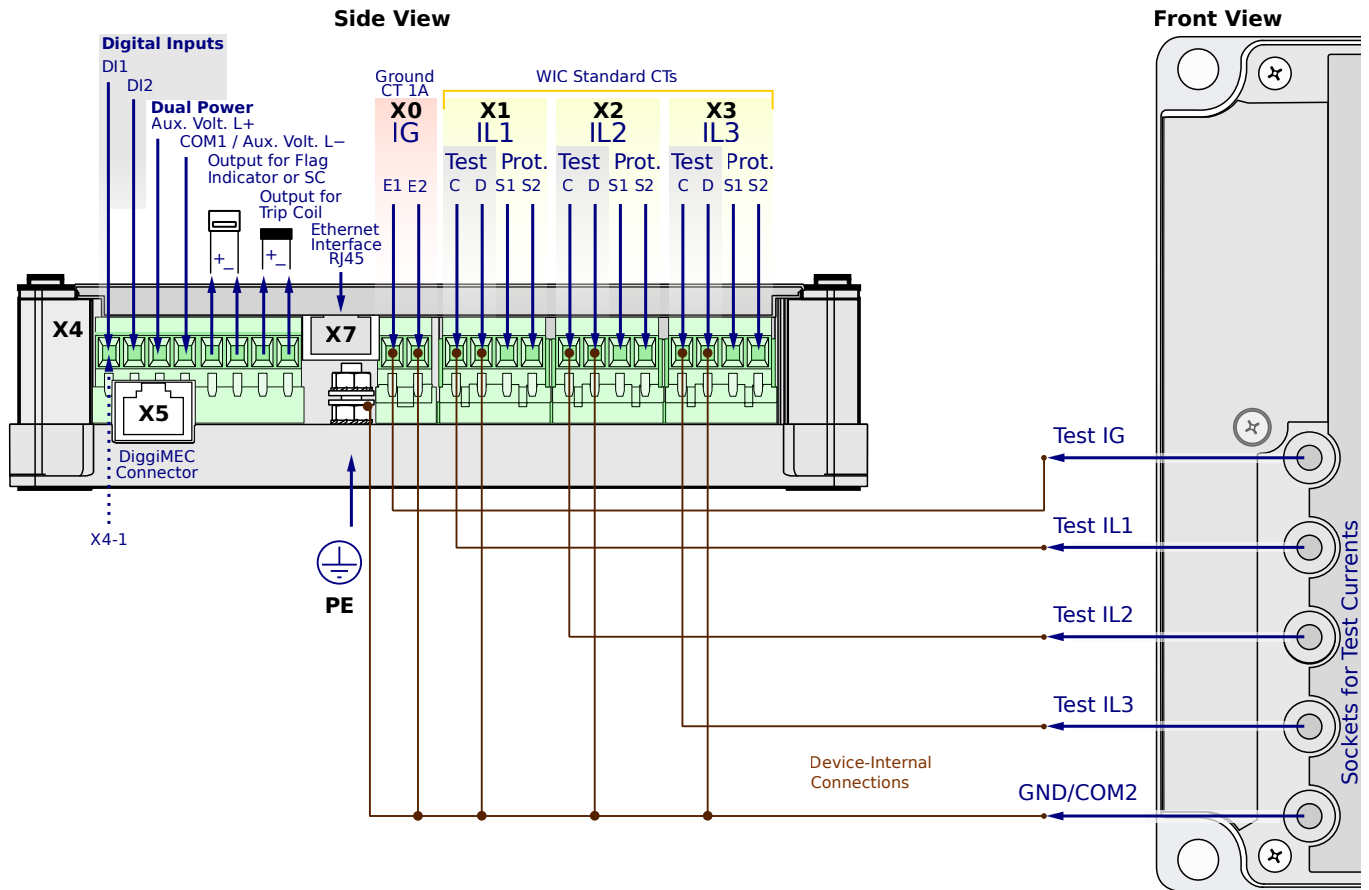 Side View
Front View
Digital Inputs
DI1
DI2
Dual Power
Aux. Volt. L+
COM1 / Aux. Volt. L−
Output for Flag
Indicator or SC
Output for
Trip Coil
Ethernet
Interface
RJ45
+
−
+
−
Ground
CT 1A
X0
IG
E1 E2
WIC Standard CTs
X1
IL1
Test Prot.
C D S1 S2
X2
IL2
Test Prot.
C D S1 S2
X3
IL3
Test Prot.
C D S1 S2
X4
X7
X5
DiggiMEC
Connector
X4-1
PE
Test IG
Test IL1
Test IL2
Test IL3
Device-Internal
Connections
GND/COM2
Sockets for Test Currents